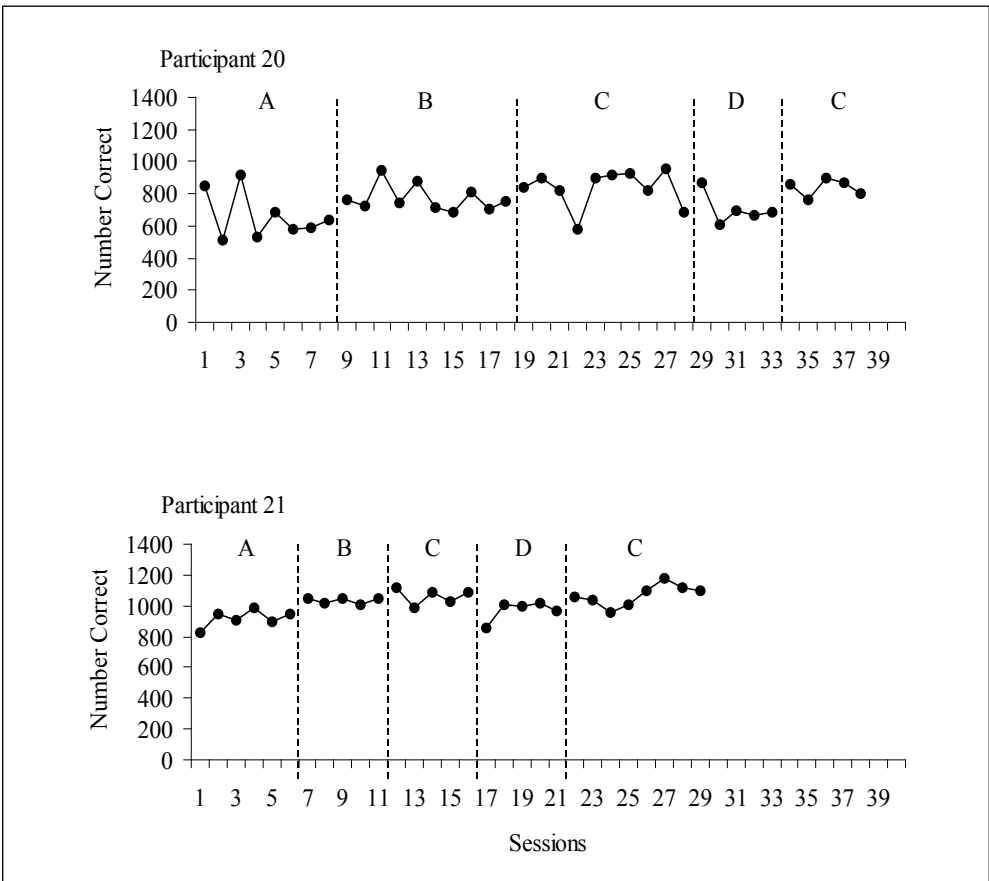 Participant 20
A B C D C
1400
1200
1000
800
600
400
200
0
Number Correct
1 3 5 7 9 11 13 15 17 19 21 23 25 27 29 31 33 35 37 39
Participant 21
A B C D C
1400
1200
1000
800
600
400
200
0
Number Correct
1 3 5 7 9 11 13 15 17 19 21 23 25 27 29 31 33 35 37 39
Sessions